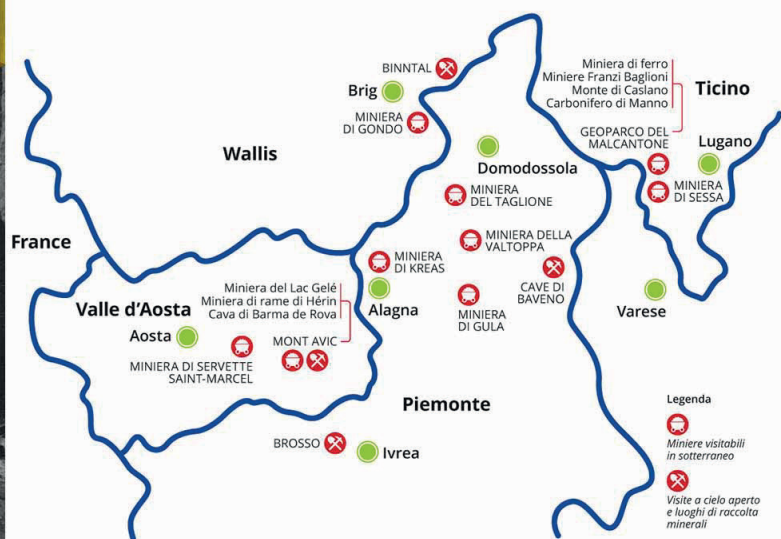 BINNTAL
Brig
MINIERA
DI GONDO
Wallis
Miniera di ferro
Miniere Franzi Baglioni
Monte di Caslano
Carbonifero di Manno
Ticino
GEOPARCO DEL
MALCANTONE
Lugano
MINIERA
DI SESSA
Domodossola
MINIERA
DEL TAGLIONE
France
MINIERA DELLA
VALTOPPA
MINIERA
DI KREAS
Alagna
CAVE DI
BAVENO
Varese
MINIERA
DI GULA
Miniera del Lac Gelé
Miniera di rame di Hérin
Cava di Barma de Rova
Valle d'Aosta
Aosta
MONT AVIC
MINIERA DI SERVETTE
SAINT-MARCEL
Piemonte
BROSSO
Ivrea
Legenda
Miniere visitabili
in sotterraneo
Visite a cielo aperto
e luoghi di raccolta
minerali